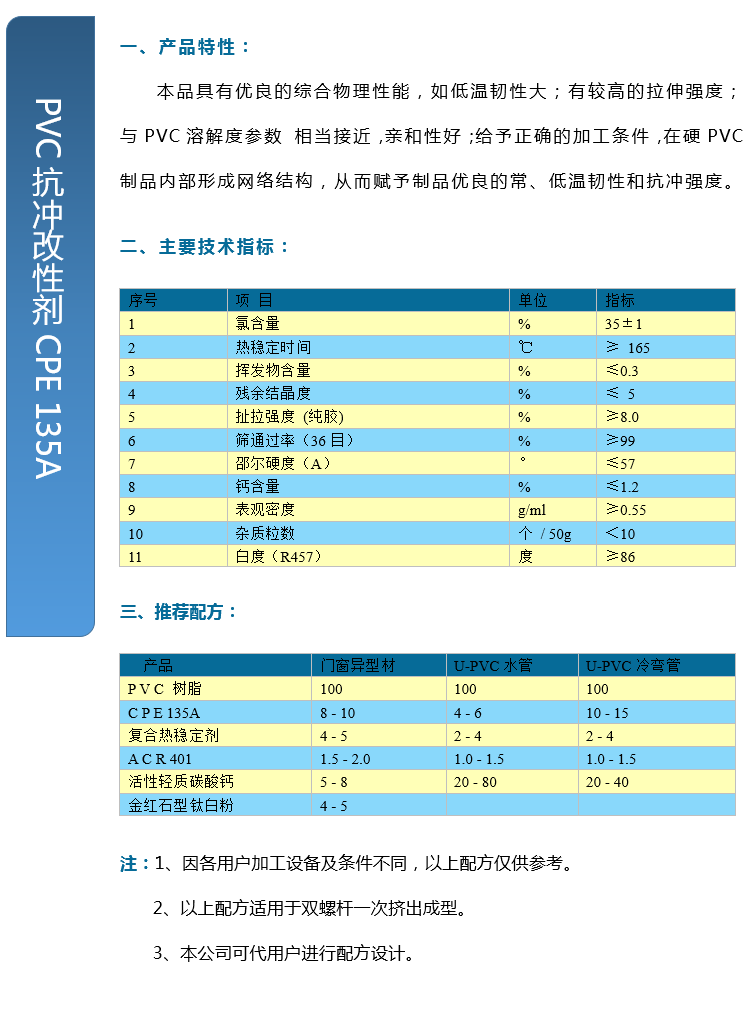 PVC 抗冲改性剂 CPE 135A
一、产品特性：
本品具有优良的综合物理性能，如低温韧性大；有较高的拉伸强度；
与 PVC 溶解度参数 相当接近,亲和性好;给予正确的加工条件,在硬 PVC
制品内部形成网络结构，从而赋予制品优良的常、低温韧性和抗冲强度。
二、主要技术指标：
序号 项 目 单位 指标
1 氯含量 % 35±1
2 热稳定时间 ℃ ≥ 165
3 挥发物含量 % ≤0.3
4 残余结晶度 % ≤ 5
5 扯拉强度 (纯胶) % ≥8.0
6 筛通过率（36 目） % ≥99
7 邵尔硬度（A） ° ≤57
8 钙含量 % ≤1.2
9 表观密度 g/ml ≥0.55
10 杂质粒数 个 / 50g ＜10
11 白度（R457） 度 ≥86
三、推荐配方：
产品 门窗异型材 U-PVC 水管 U-PVC 冷弯管
P V C 树脂 100 100 100
C P E 135A 8 - 10 4 - 6 10 - 15
复合热稳定剂 4 - 5 2 - 4 2 - 4
A C R 401 1.5 - 2.0 1.0 - 1.5 1.0 - 1.5
活性轻质碳酸钙 5 - 8 20 - 80 20 - 40
金红石型钛白粉 4 - 5
注：1、因各用户加工设备及条件不同，以上配方仅供参考。
2、以上配方适用于双螺杆一次挤出成型。
3、本公司可代用户进行配方设计。